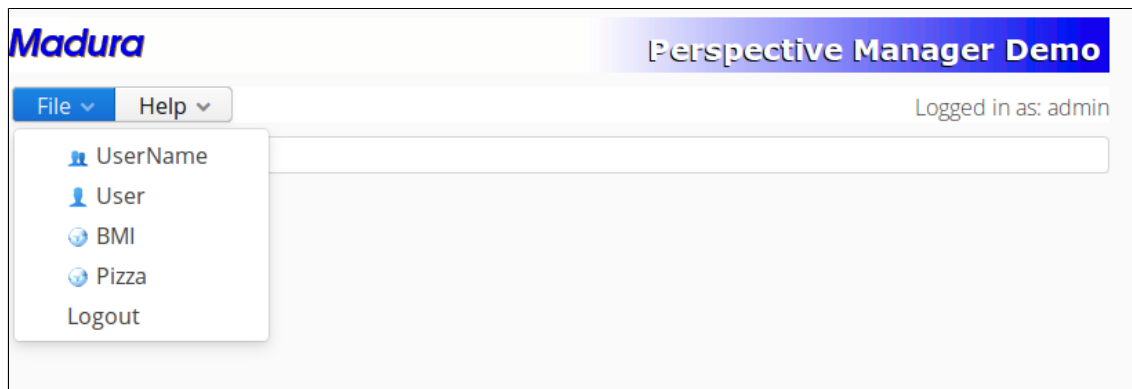 Madura
Perspective Manager Demo
File Help
Logged in as: admin
UserName
User
BMI
Pizza
Logout